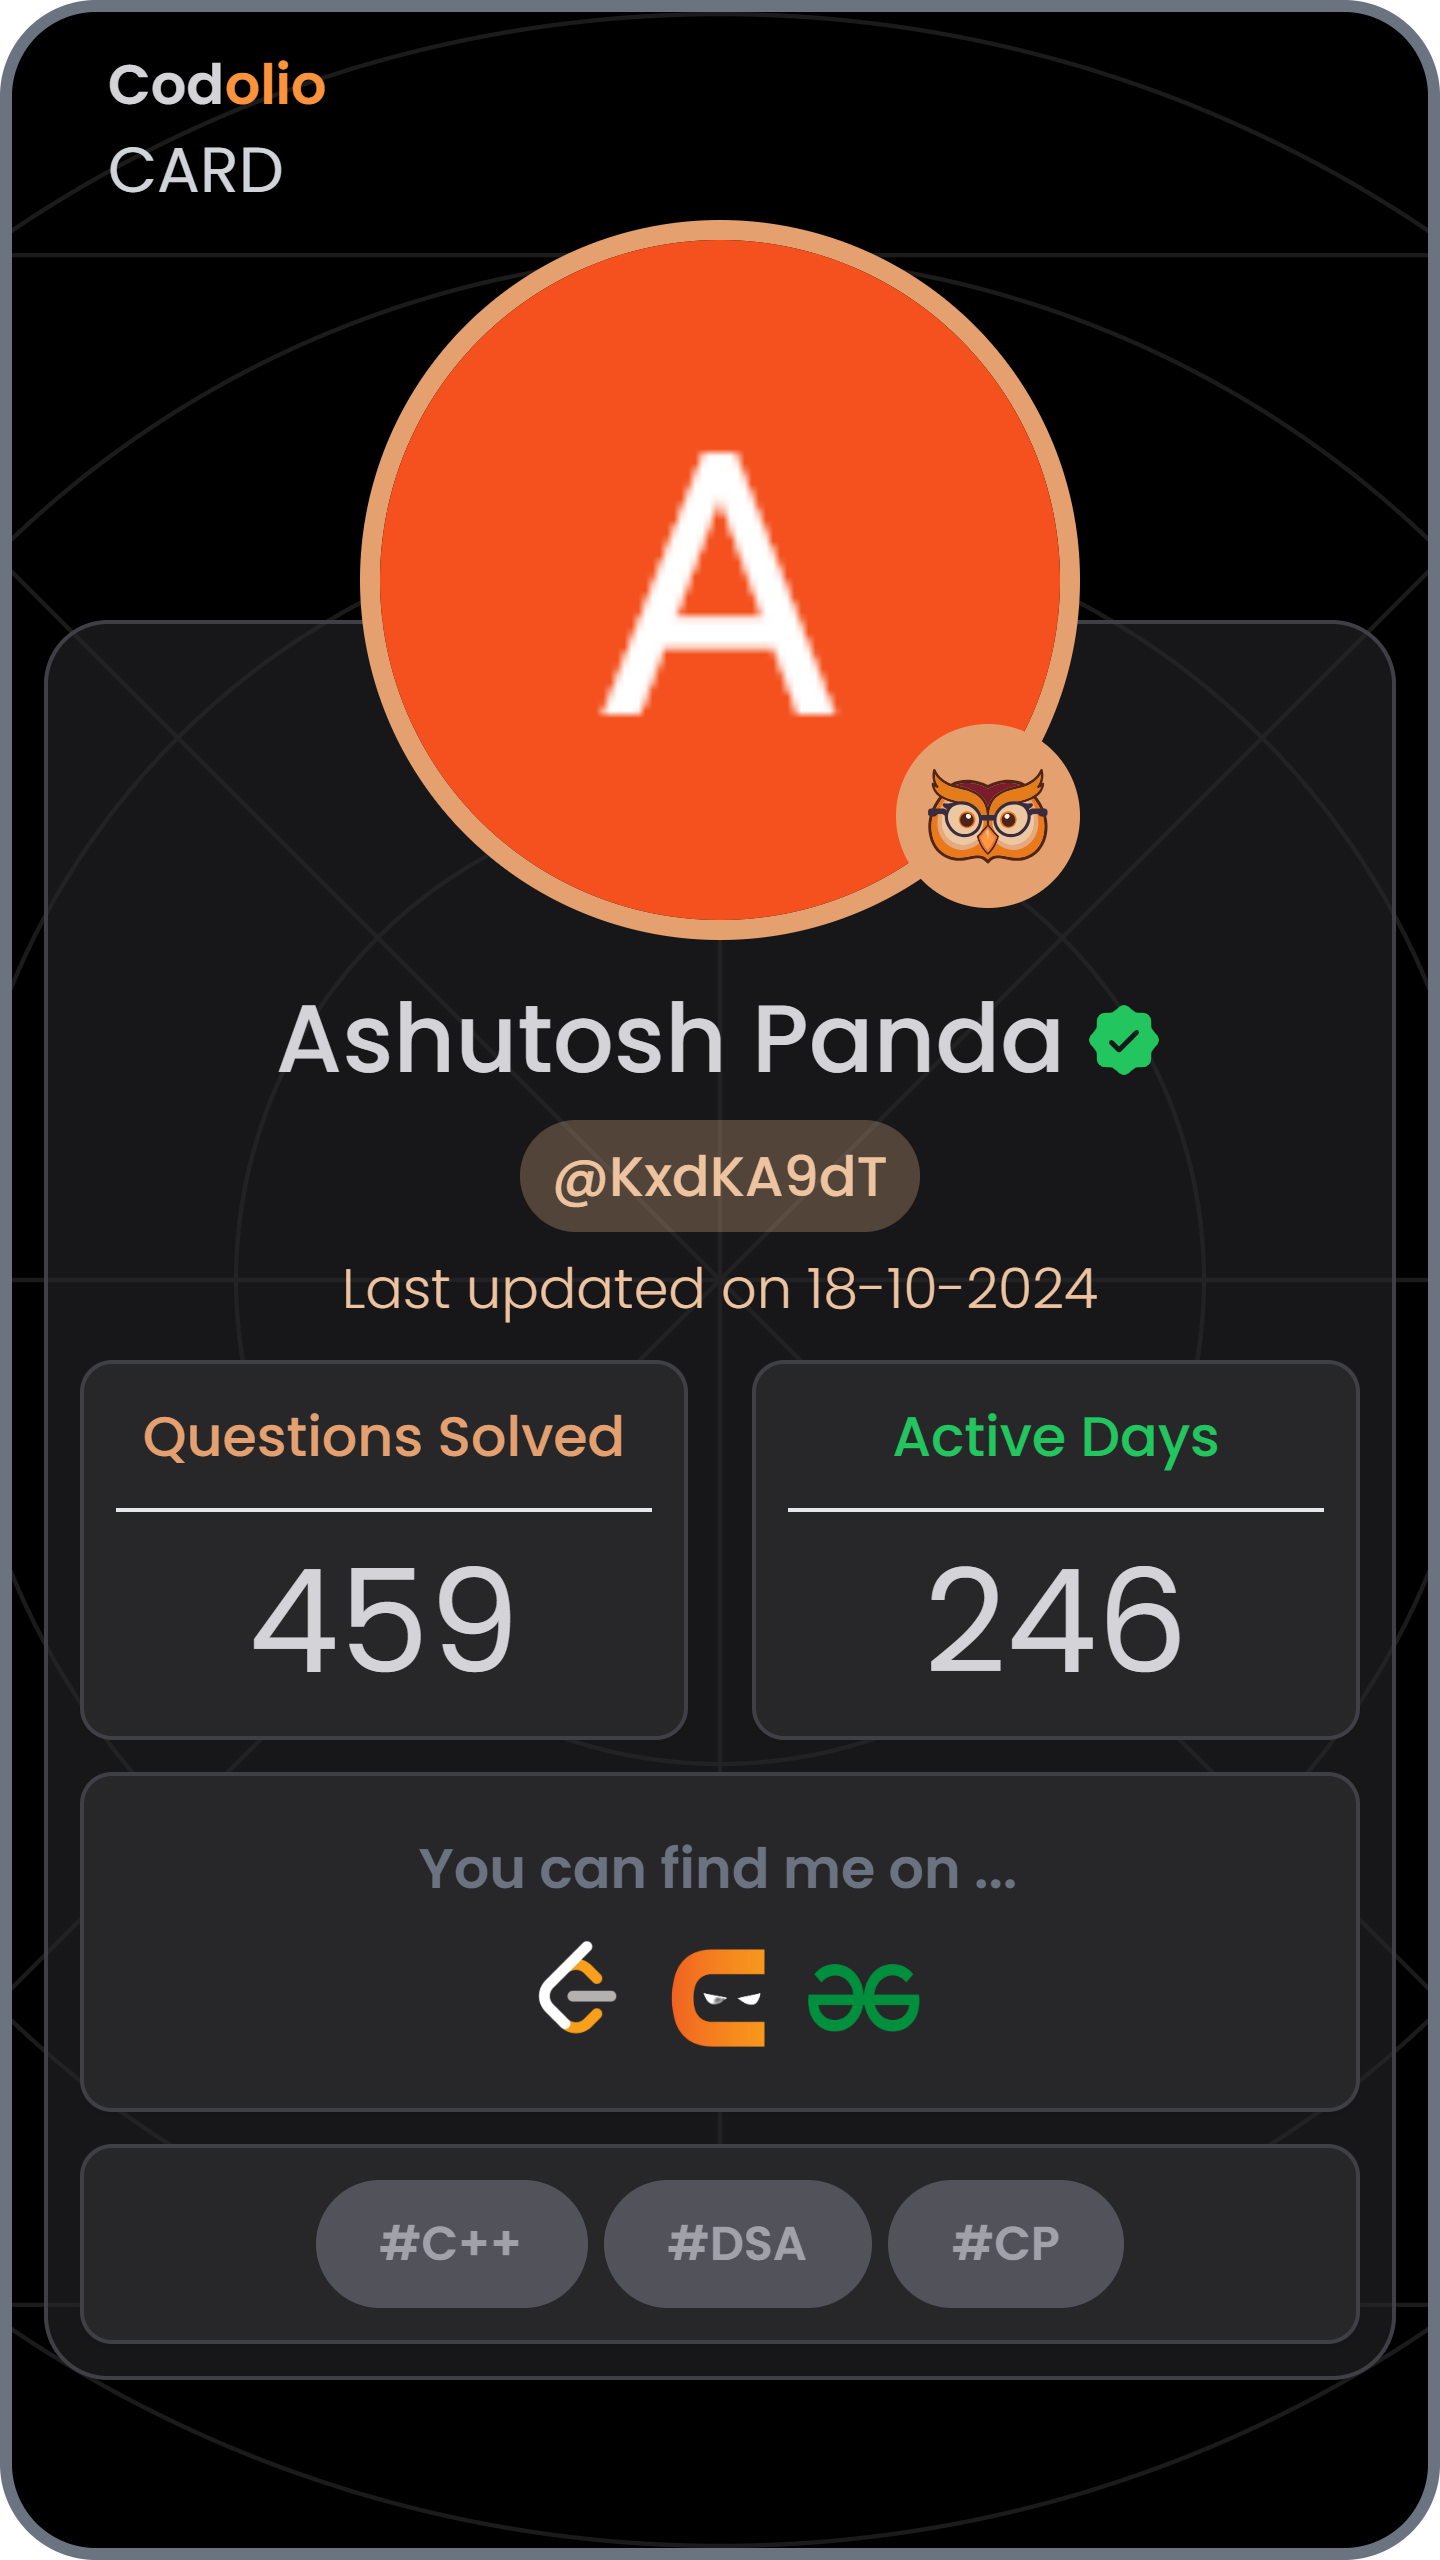 Codolio
CARD
A
Ashutosh Panda
@KxdKA9dT
Last updated on 18-10-2024
Questions Solved
459
Active Days
246
You can find me on ...
#C++
#DSA
#CP